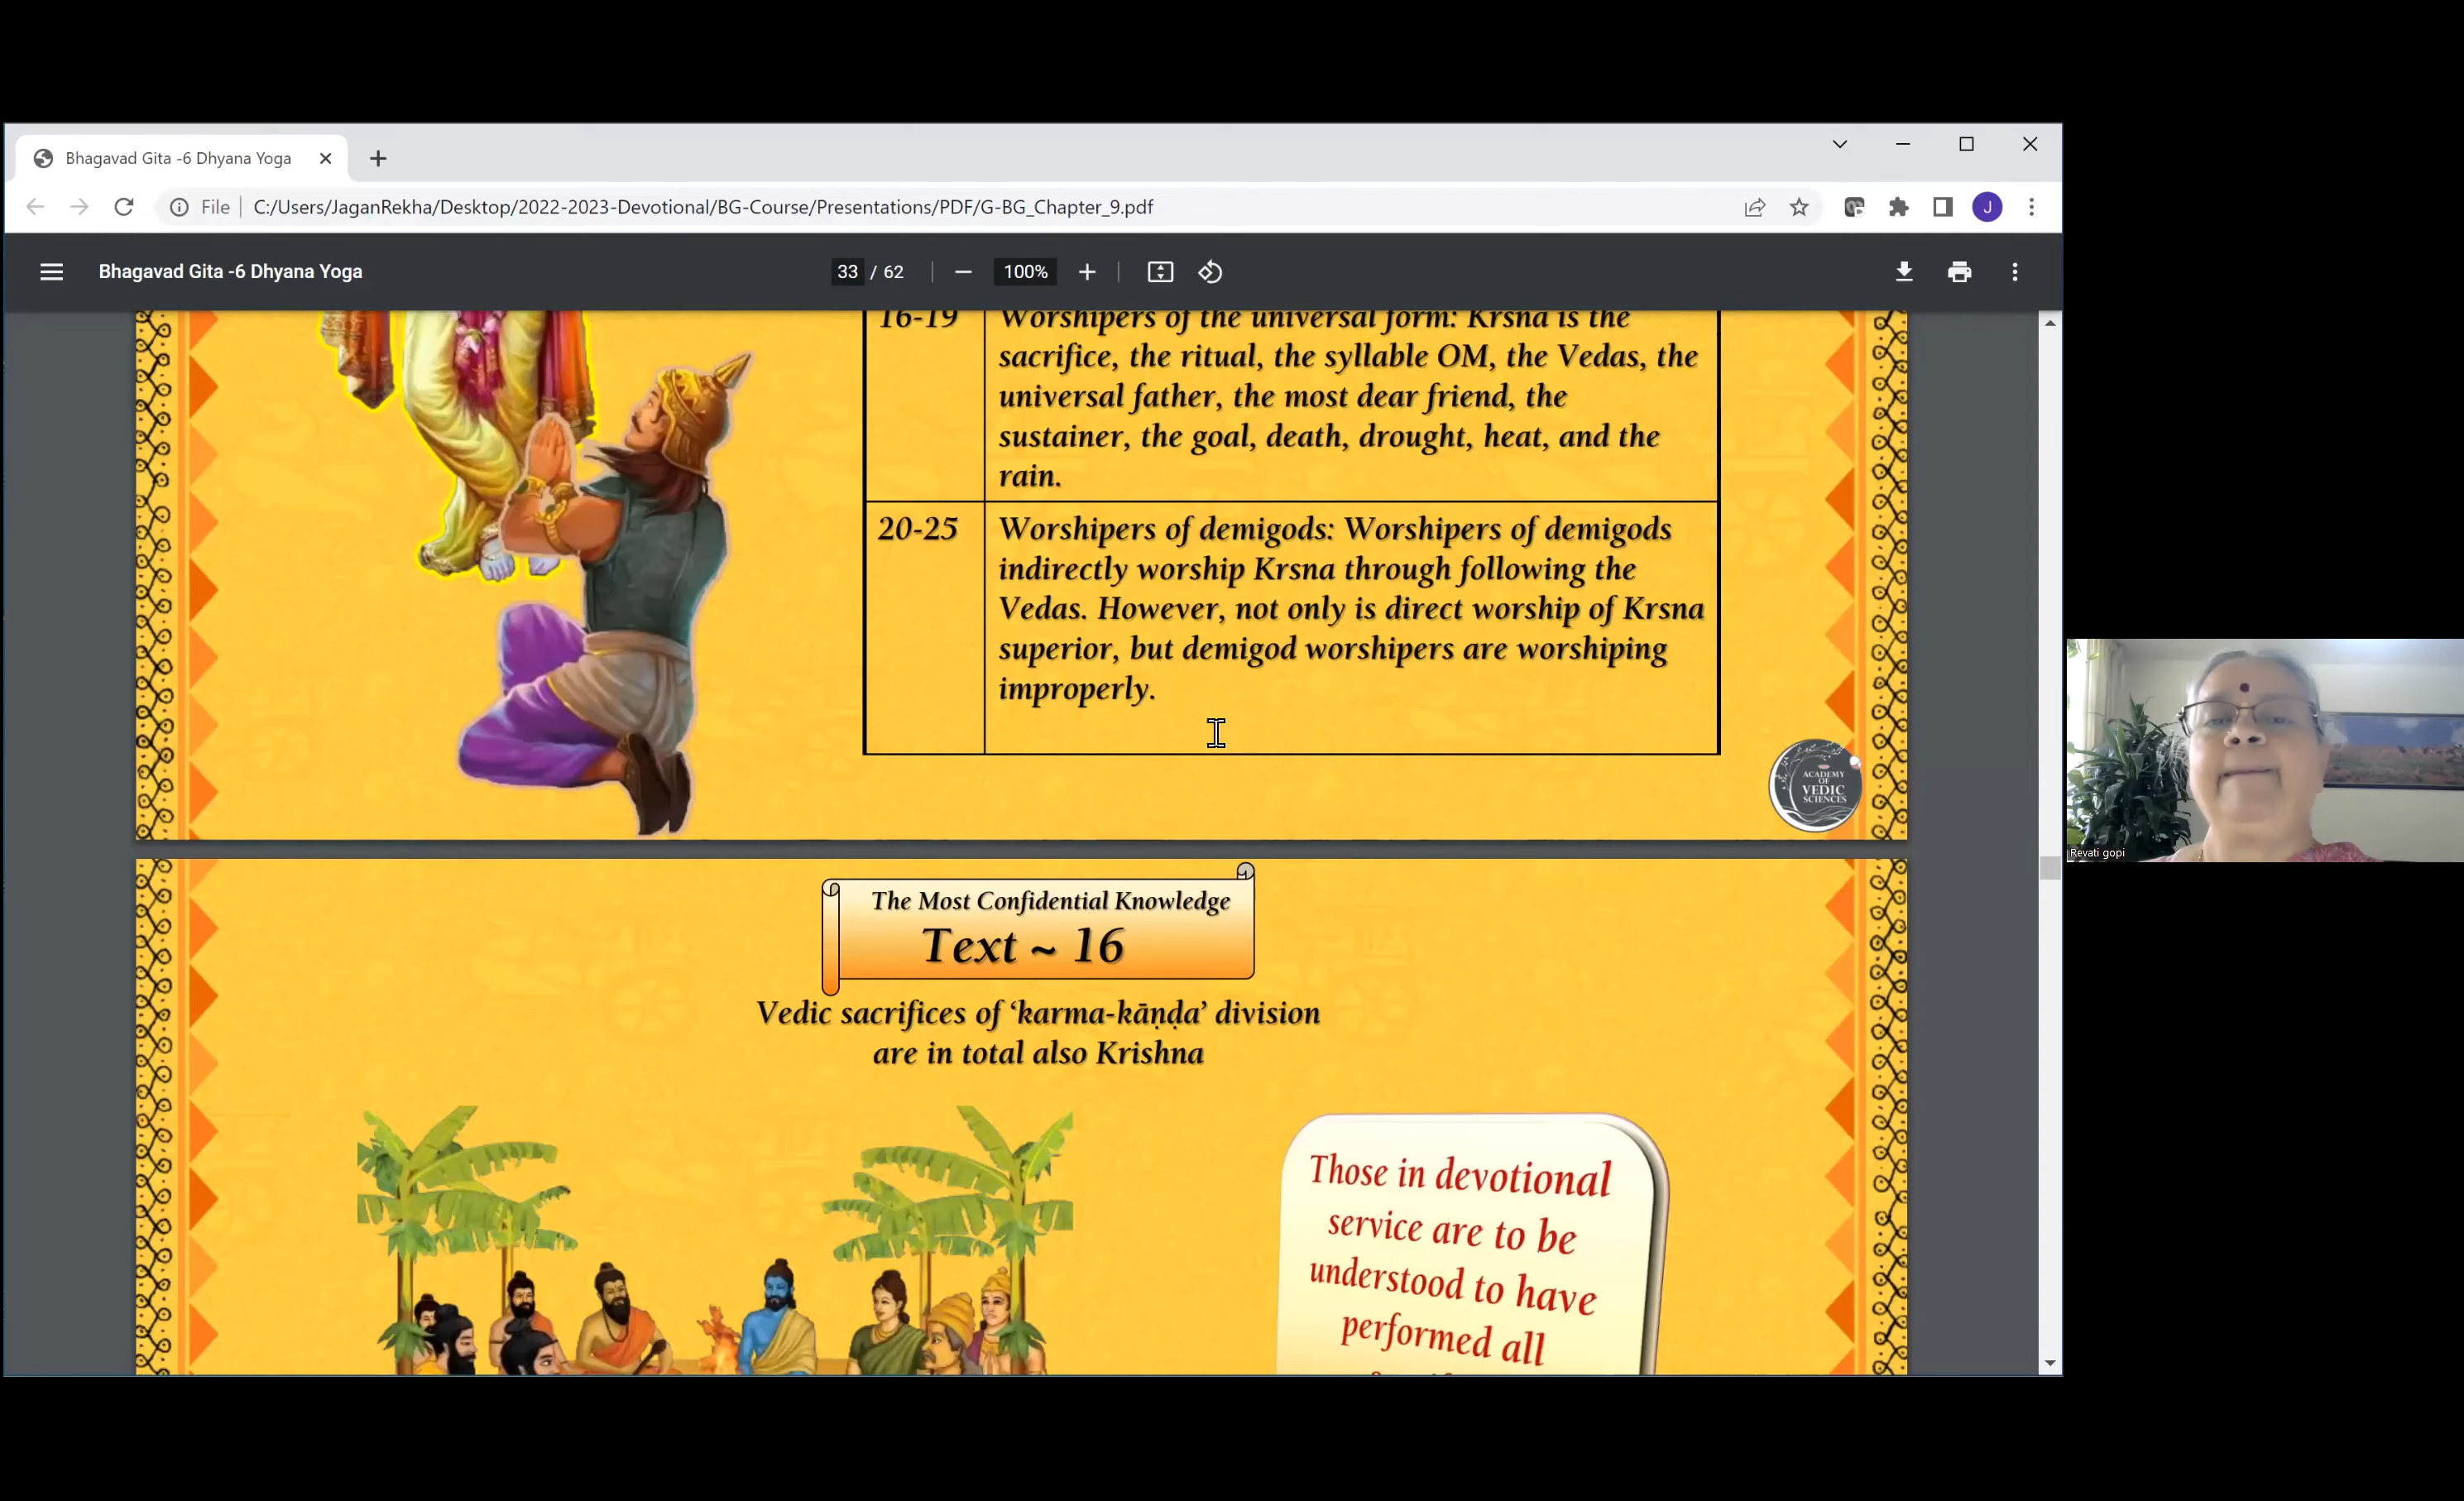 Bhagavad Gita -6 Dhyana Yoga
File
C:/Users/JaganRekha/Desktop/2022-2023-Devotional/BG-Course/Presentations/PDF/G-BG_Chapter_9.pdf
J
Bhagavad Gita -6 Dhyana Yoga
33 / 62
100%
16-19
Worshipers of the universal form: Krsna is the
sacrifice, the ritual, the syllable OM, the Vedas, the
universal father, the most dear friend, the
sustainer, the goal, death, drought, heat, and the
rain.
20-25
Worshipers of demigods: Worshipers of demigods
indirectly worship Krsna through following the
Vedas. However, not only is direct worship of Krsna
superior, but demigod worshipers are worshiping
improperly.
ACADEMY
OF
VEDIC
SCIENCES
Revati gopi
The Most Confidential Knowledge
Text ~ 16
Vedic sacrifices of ‘karma-kāṇḍa’ division
are in total also Krishna
Those in devotional
service are to be
understood to have
performed all